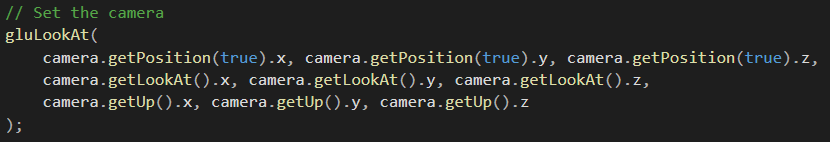 // Set the camera
gluLookAt(
    camera.getPosition(true).x, camera.getPosition(true).y, camera.getPosition(true).z,
    camera.getLookAt().x, camera.getLookAt().y, camera.getLookAt().z,
    camera.getUp().x, camera.getUp().y, camera.getUp().z
);